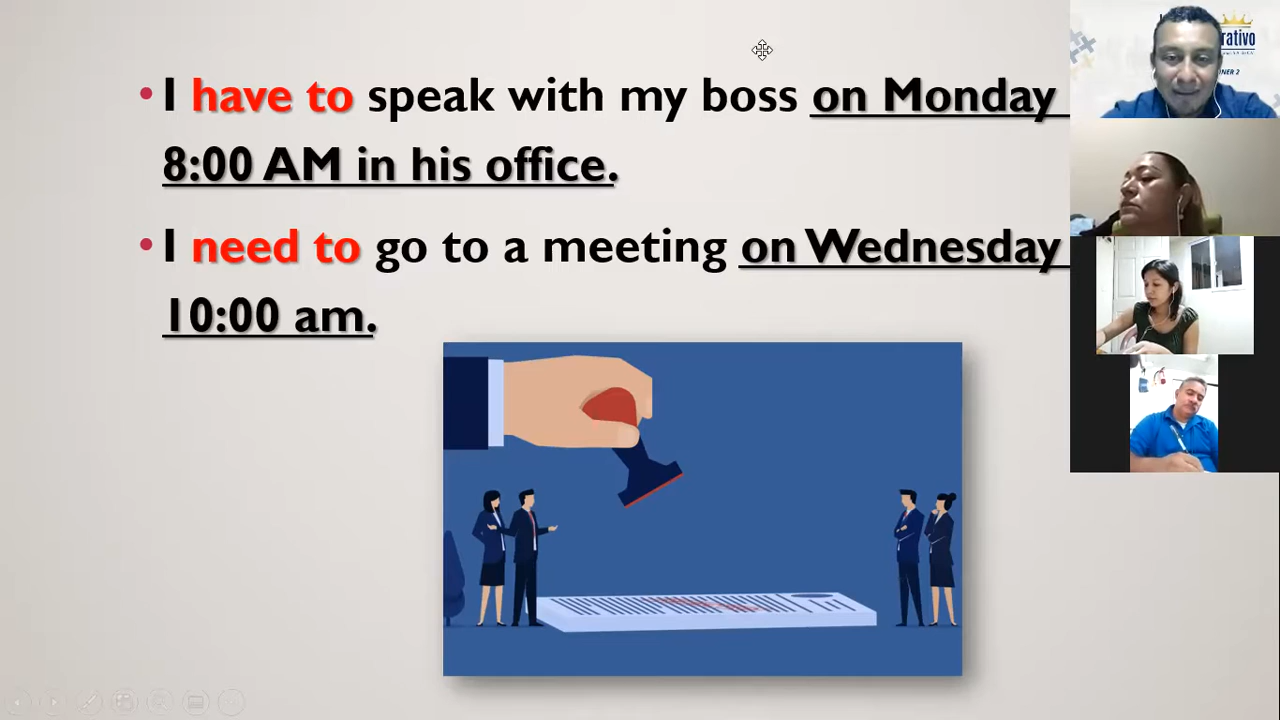 I have to speak with my boss on Monday
8:00 AM in his office.
I need to go to a meeting on Wednesday
10:00 am.